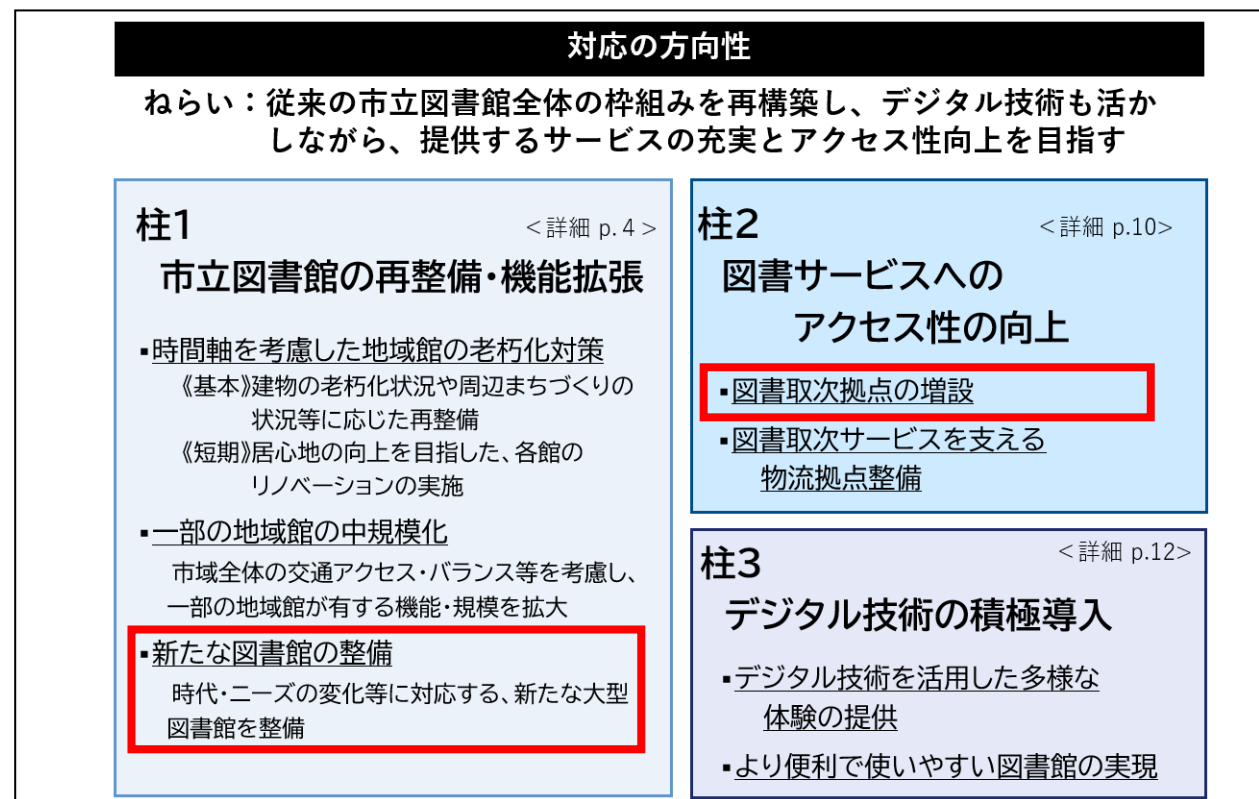 対応の方向性
ねらい：従来の市立図書館全体の枠組みを再構築し、デジタル技術も活か
しながら、提供するサービスの充実とアクセス性向上を目指す
柱1
＜詳細 p. 4 ＞
市立図書館の再整備・機能拡張
▪時間軸を考慮した地域館の老朽化対策
《基本》建物の老朽化状況や周辺まちづくりの
状況等に応じた再整備
《短期》居心地の向上を目指した、各館の
リノベーションの実施
▪一部の地域館の中規模化
市域全体の交通アクセス・バランス等を考慮し、
一部の地域館が有する機能・規模を拡大
▪新たな図書館の整備
時代・ニーズの変化等に対応する、新たな大型
図書館を整備
柱2
＜詳細 p.10＞
図書サービスへの
アクセス性の向上
▪図書取次拠点の増設
▪図書取次サービスを支える
物流拠点整備
柱3
＜詳細 p.12＞
デジタル技術の積極導入
▪デジタル技術を活用した多様な
体験の提供
▪より便利で使いやすい図書館の実現